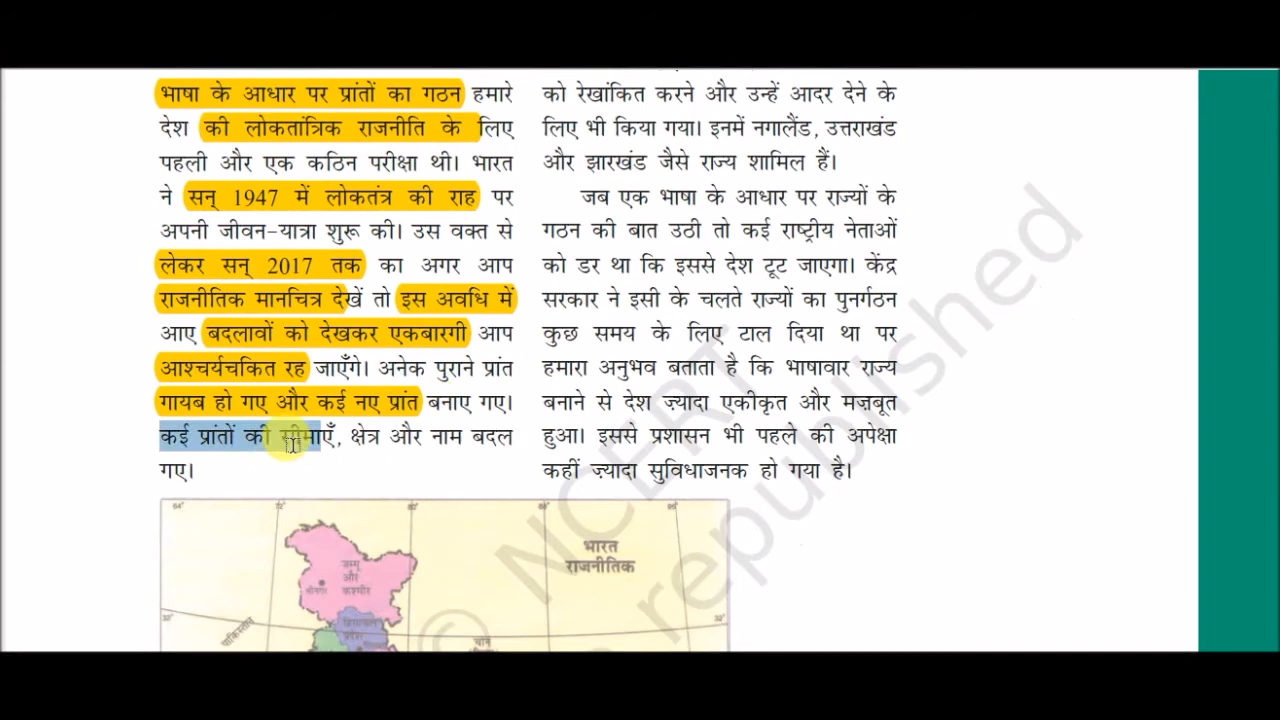 भाषा के आधार पर प्रांतों का गठन हमारे
देश की लोकतांत्रिक राजनीति के लिए
पहली और एक कठिन परीक्षा थी। भारत
ने सन् 1947 में लोकतंत्र की राह पर
अपनी जीवन-यात्रा शुरू की। उस वक्त से
लेकर सन् 2017 तक का अगर आप
राजनीतिक मानचित्र देखें तो इस अवधि में
आए बदलावों को देखकर एकबारगी आप
आश्चर्यचकित रह जाएँगे। अनेक पुराने प्रांत
गायब हो गए और कई नए प्रांत बनाए गए।
कई प्रांतों की सीमाएँ, क्षेत्र और नाम बदल
गए।
को रेखांकित करने और उन्हें आदर देने के
लिए भी किया गया। इनमें नगालैंड, उत्तराखंड
और झारखंड जैसे राज्य शामिल हैं।
जब एक भाषा के आधार पर राज्यों के
गठन की बात उठी तो कई राष्ट्रीय नेताओं
को डर था कि इससे देश टूट जाएगा। केंद्र
सरकार ने इसी के चलते राज्यों का पुनर्गठन
कुछ समय के लिए टाल दिया था पर
हमारा अनुभव बताता है कि भाषावार राज्य
बनाने से देश ज़्यादा एकीकृत और मज़बूत
हुआ। इससे प्रशासन भी पहले की अपेक्षा
कहीं ज़्यादा सुविधाजनक हो गया है।
© NCERT
republished
भारत
राजनीतिक
जम्मू
और
कश्मीर
श्रीनगर
हिमाचल
प्रदेश
पाकिस्तान